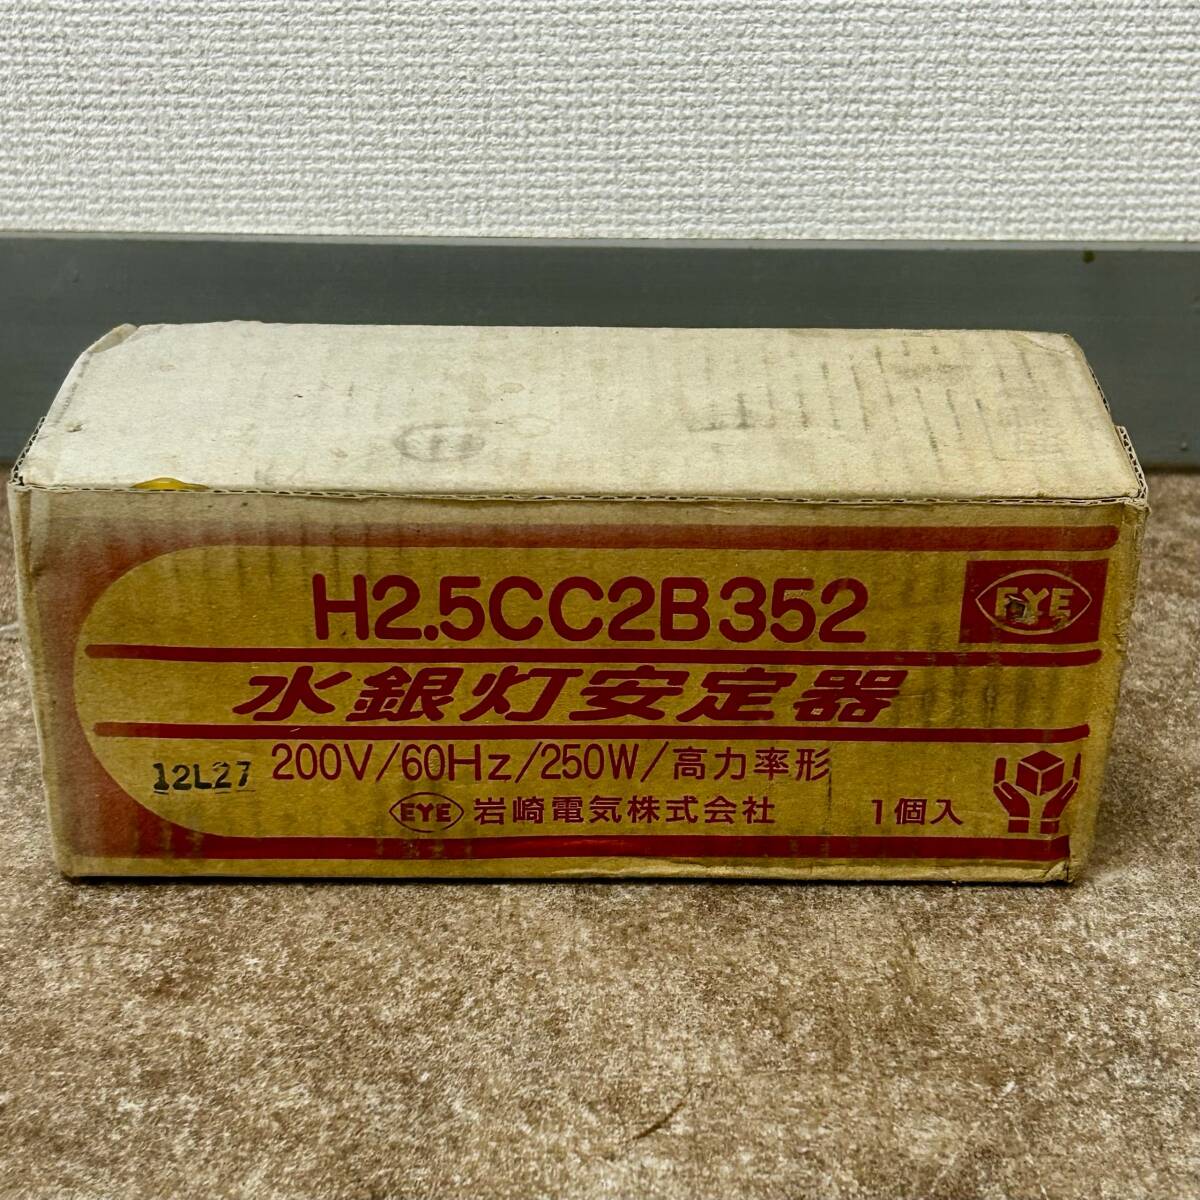 H2.5CC2B352
EYE
水銀灯安定器
200V/60Hz/250W/高力率形
12L27
EYE 岩崎電気株式会社
1個入